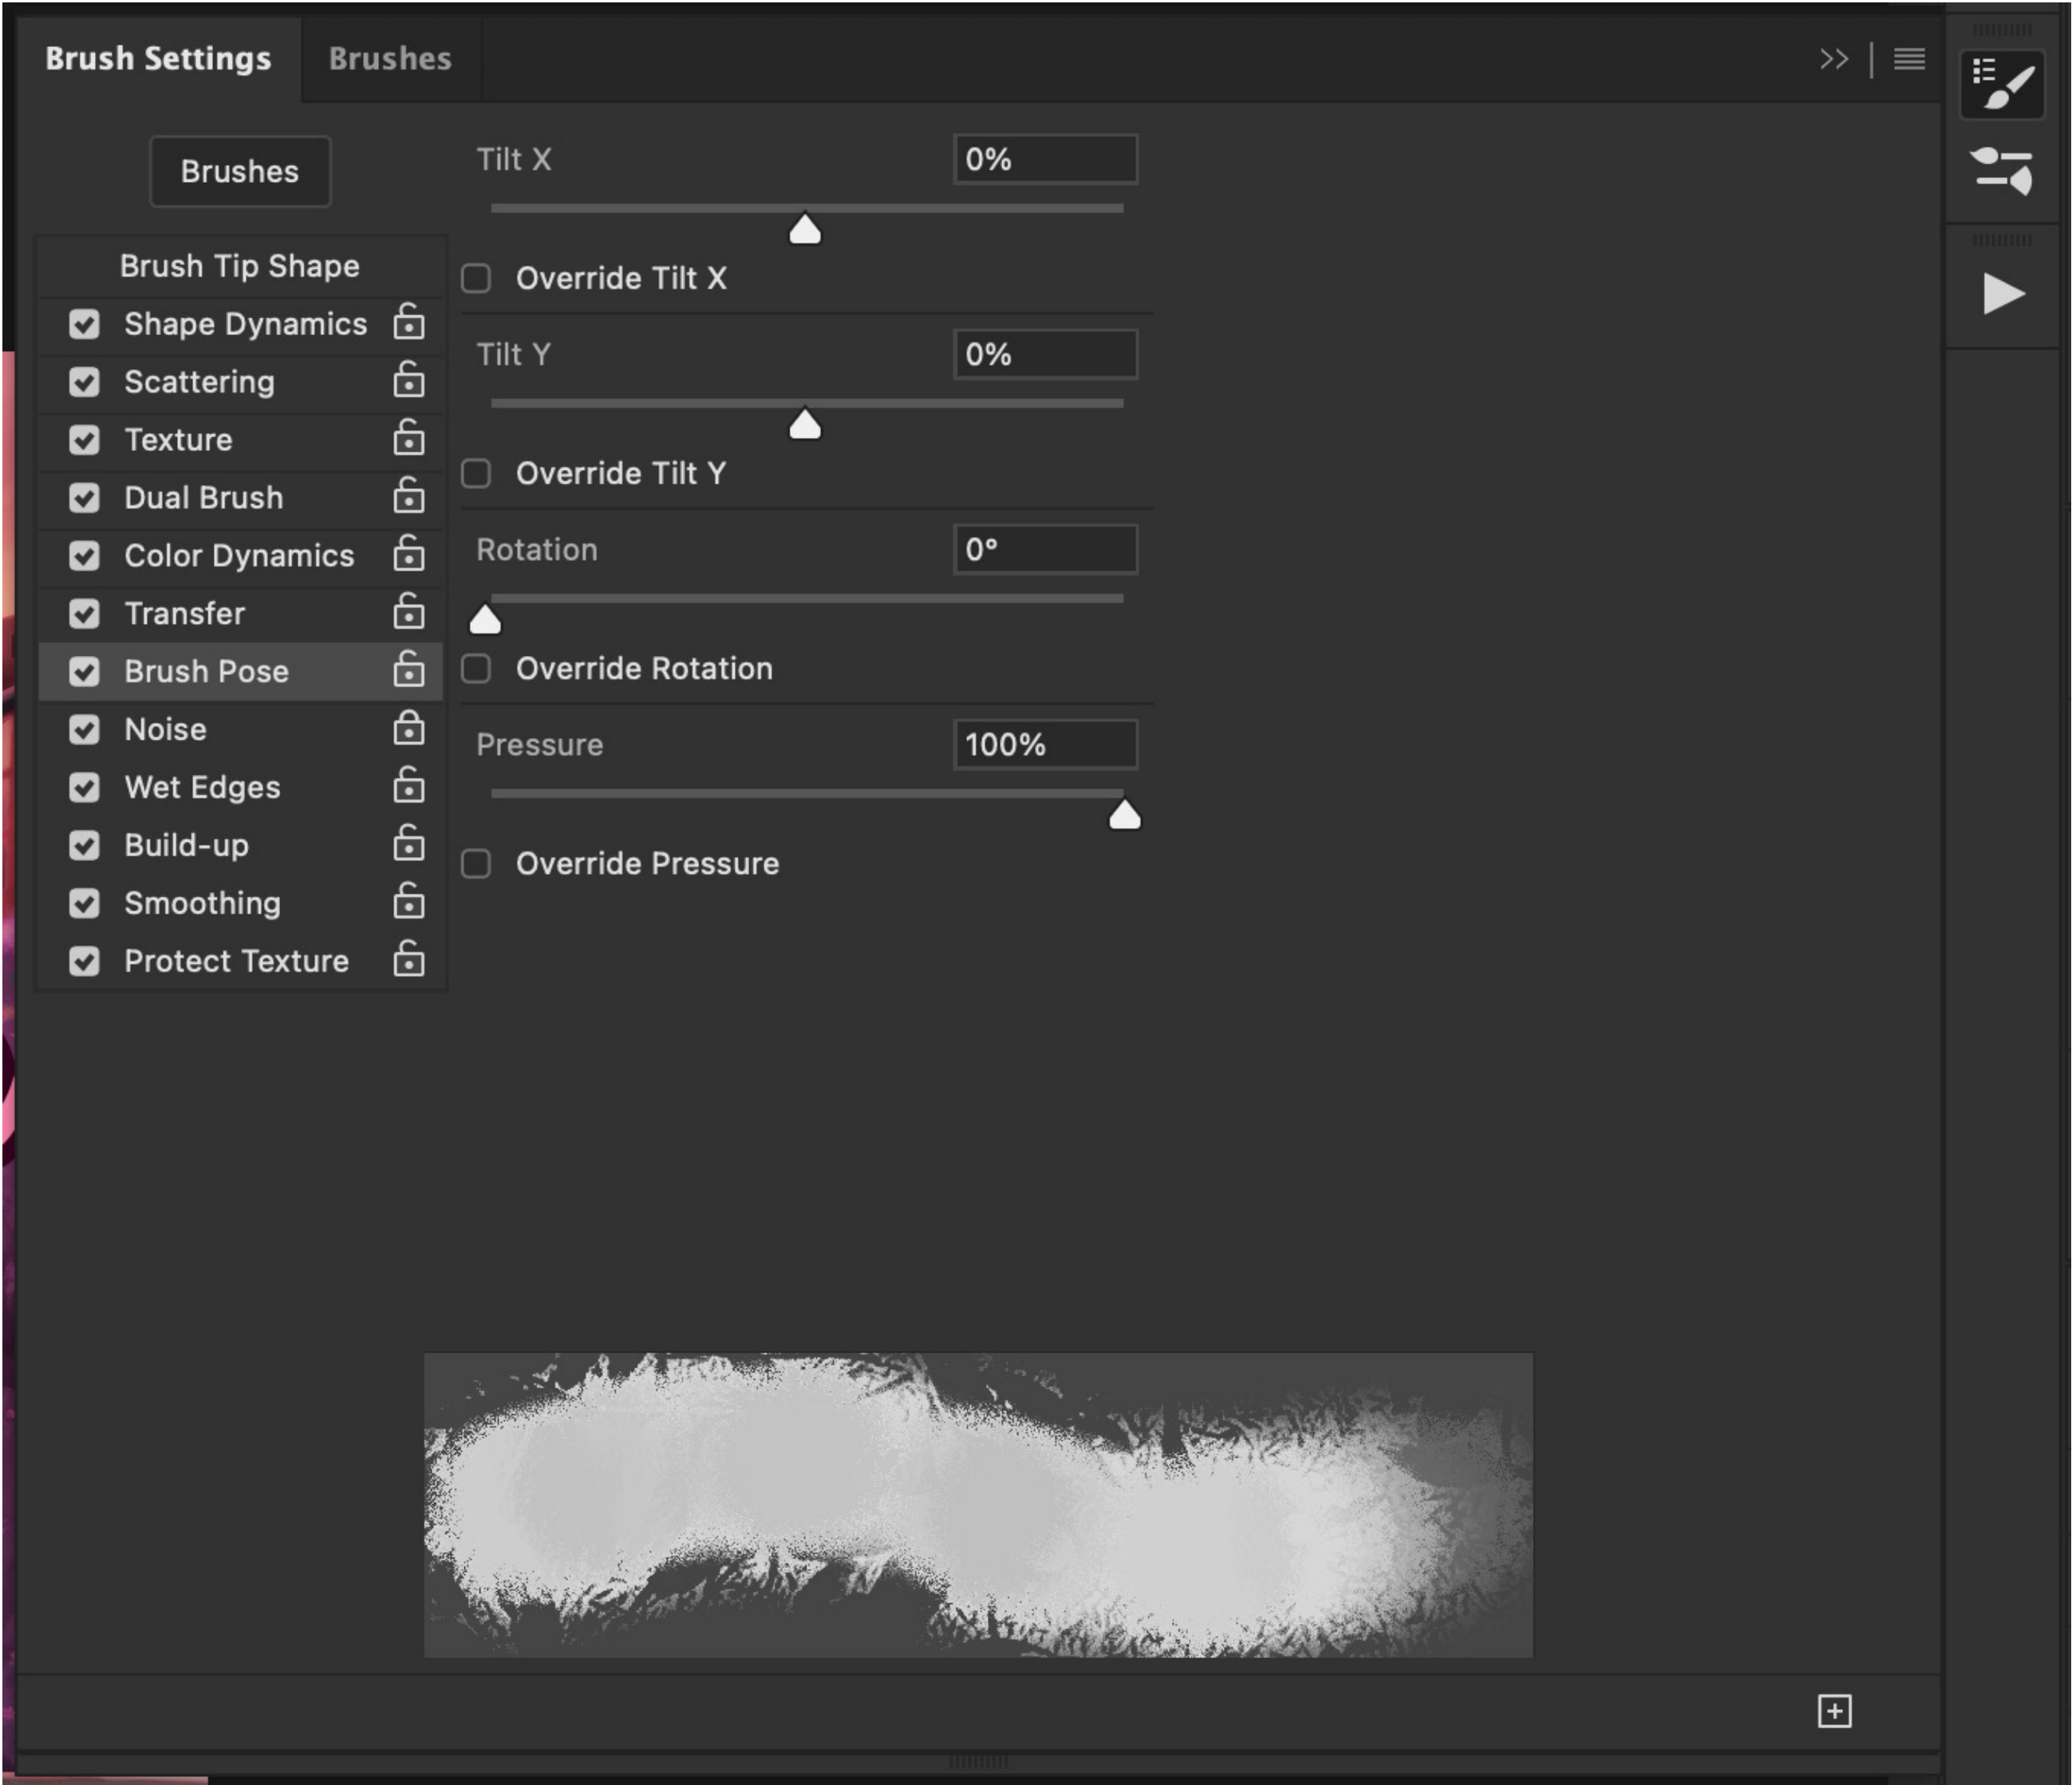 Brush Settings
Brushes
Brushes
Brush Tip Shape
Shape Dynamics
Scattering
Texture
Dual Brush
Color Dynamics
Transfer
Brush Pose
Noise
Wet Edges
Build-up
Smoothing
Protect Texture
Tilt X 0%
Override Tilt X
Tilt Y 0%
Override Tilt Y
Rotation 0°
Override Rotation
Pressure 100%
Override Pressure